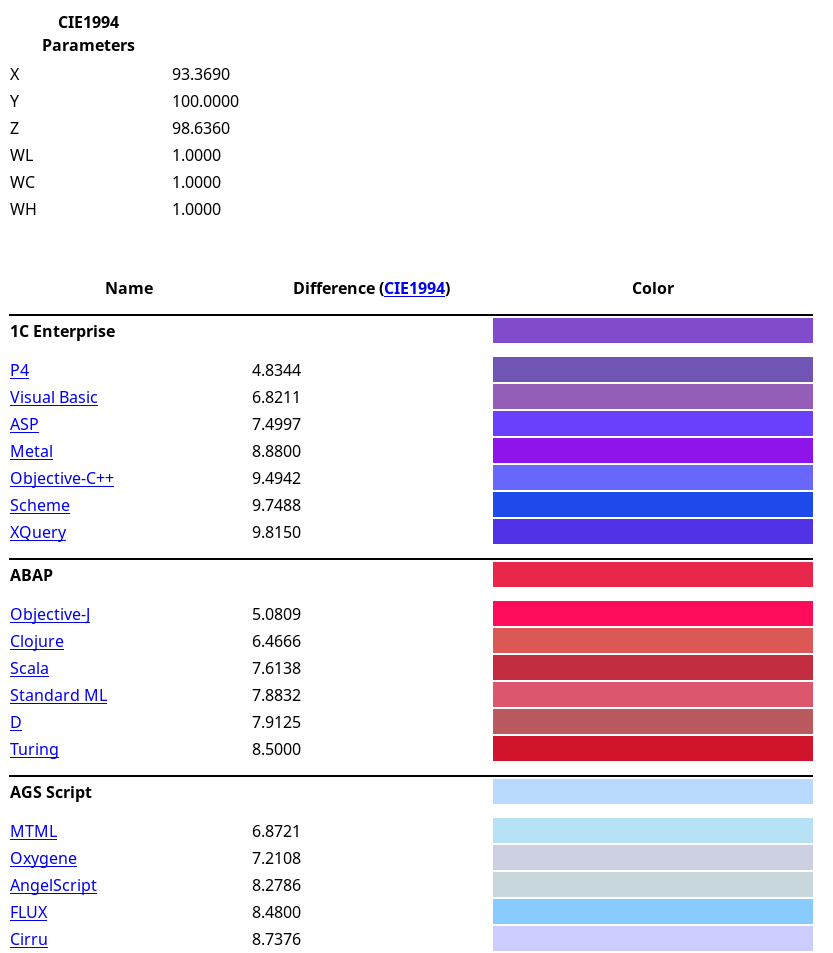 CIE1994
Parameters
X 93.3690
Y 100.0000
Z 98.6360
WL 1.0000
WC 1.0000
WH 1.0000
Name Difference (CIE1994) Color
1C Enterprise
P4 4.8344
Visual Basic 6.8211
ASP 7.4997
Metal 8.8800
Objective-C++ 9.4942
Scheme 9.7488
XQuery 9.8150
ABAP
Objective-J 5.0809
Clojure 6.4666
Scala 7.6138
Standard ML 7.8832
D 7.9125
Turing 8.5000
AGS Script
MTML 6.8721
Oxygene 7.2108
AngelScript 8.2786
FLUX 8.4800
Cirru 8.7376